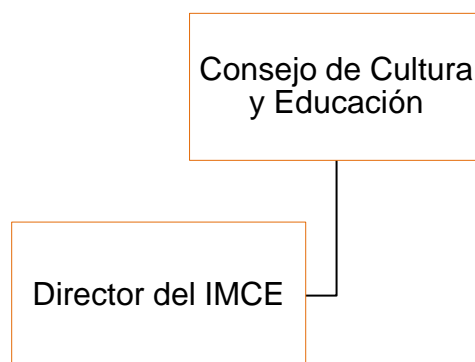 Consejo de Cultura
y Educación
Director del IMCE